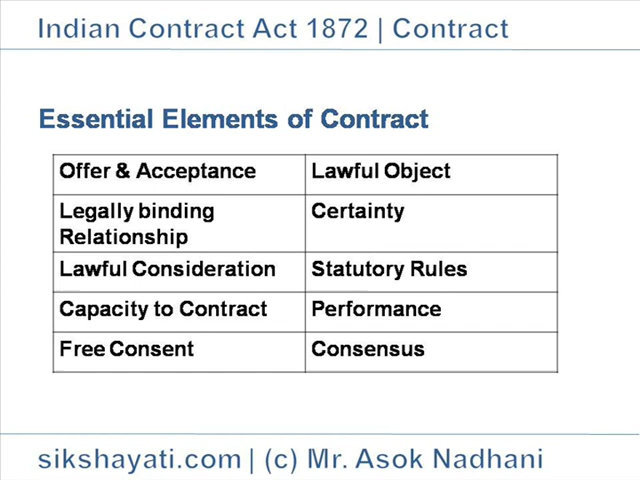 Indian Contract Act 1872 | Contract
Essential Elements of Contract
Offer & Acceptance
Lawful Object
Legally binding
Relationship
Certainty
Lawful Consideration
Statutory Rules
Capacity to Contract
Performance
Free Consent
Consensus
sikshayati.com | (c) Mr. Asok Nadhani